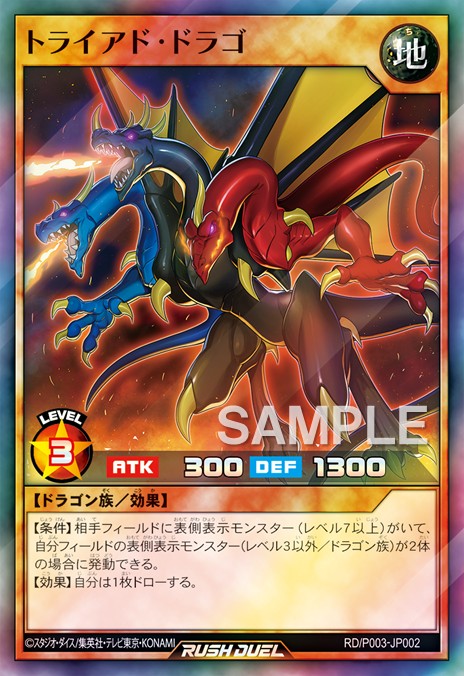 トライアド・ドラゴ
地
SAMPLE
LEVEL
3
ATK 300 DEF 1300
【ドラゴン族／効果】
【条件】相手フィールドに表側表示モンスター（レベル7以上）がいて、
自分フィールドの表側表示モンスター（レベル3以外／ドラゴン族）が2体
の場合に発動できる。
【効果】自分は1枚ドローする。
©スタジオ・ダイス/集英社・テレビ東京・KONAMI
RUSH DUEL
RD/P003-JP002